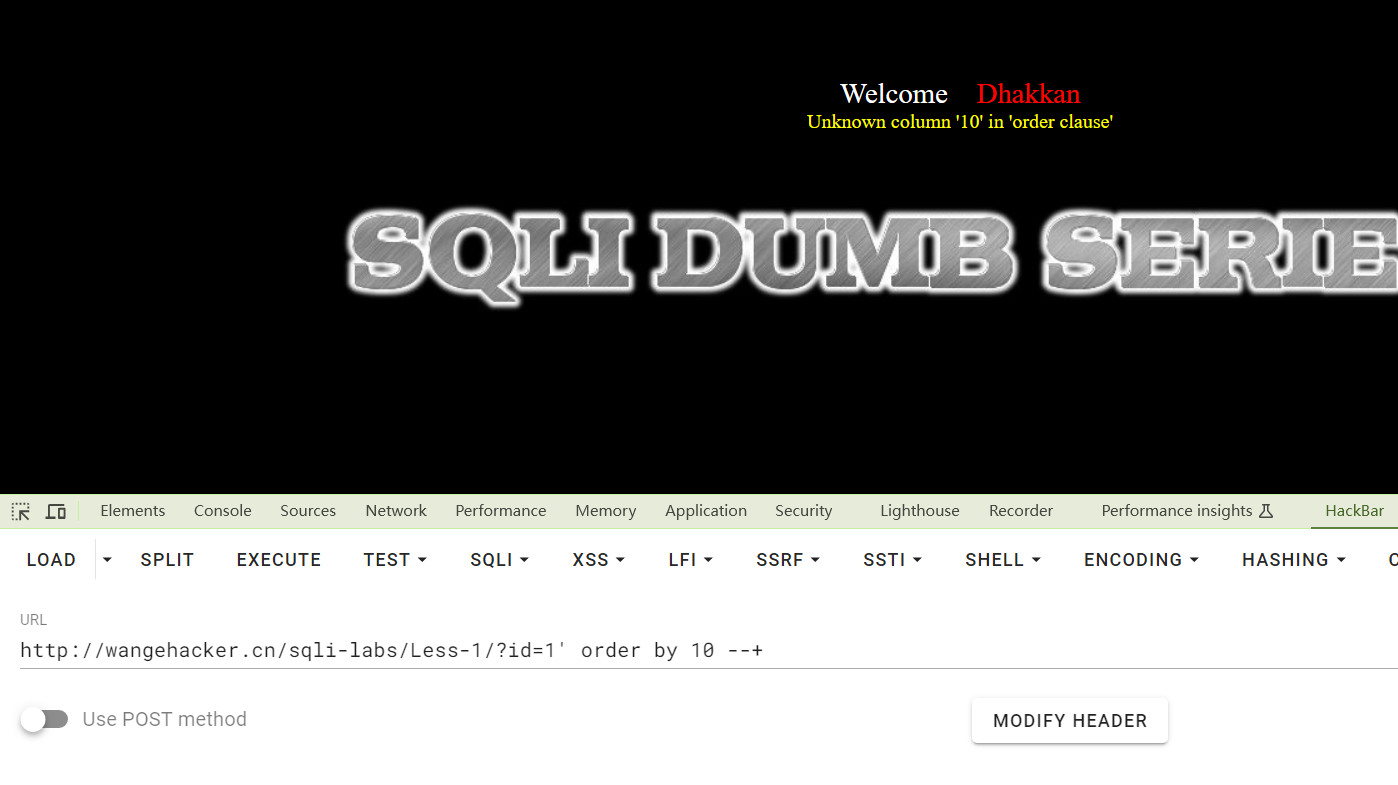 Welcome Dhakkan
Unknown column '10' in 'order clause'
SQLI DUMB SERIE
Elements Console Sources Network Performance Memory Application Security Lighthouse Recorder Performance insights HackBar
LOAD SPLIT EXECUTE TEST SQLI XSS LFI SSRF SSTI SHELL ENCODING HASHING
URL
http://wangehacker.cn/sqli-labs/Less-1/?id=1' order by 10 --+
Use POST method MODIFY HEADER